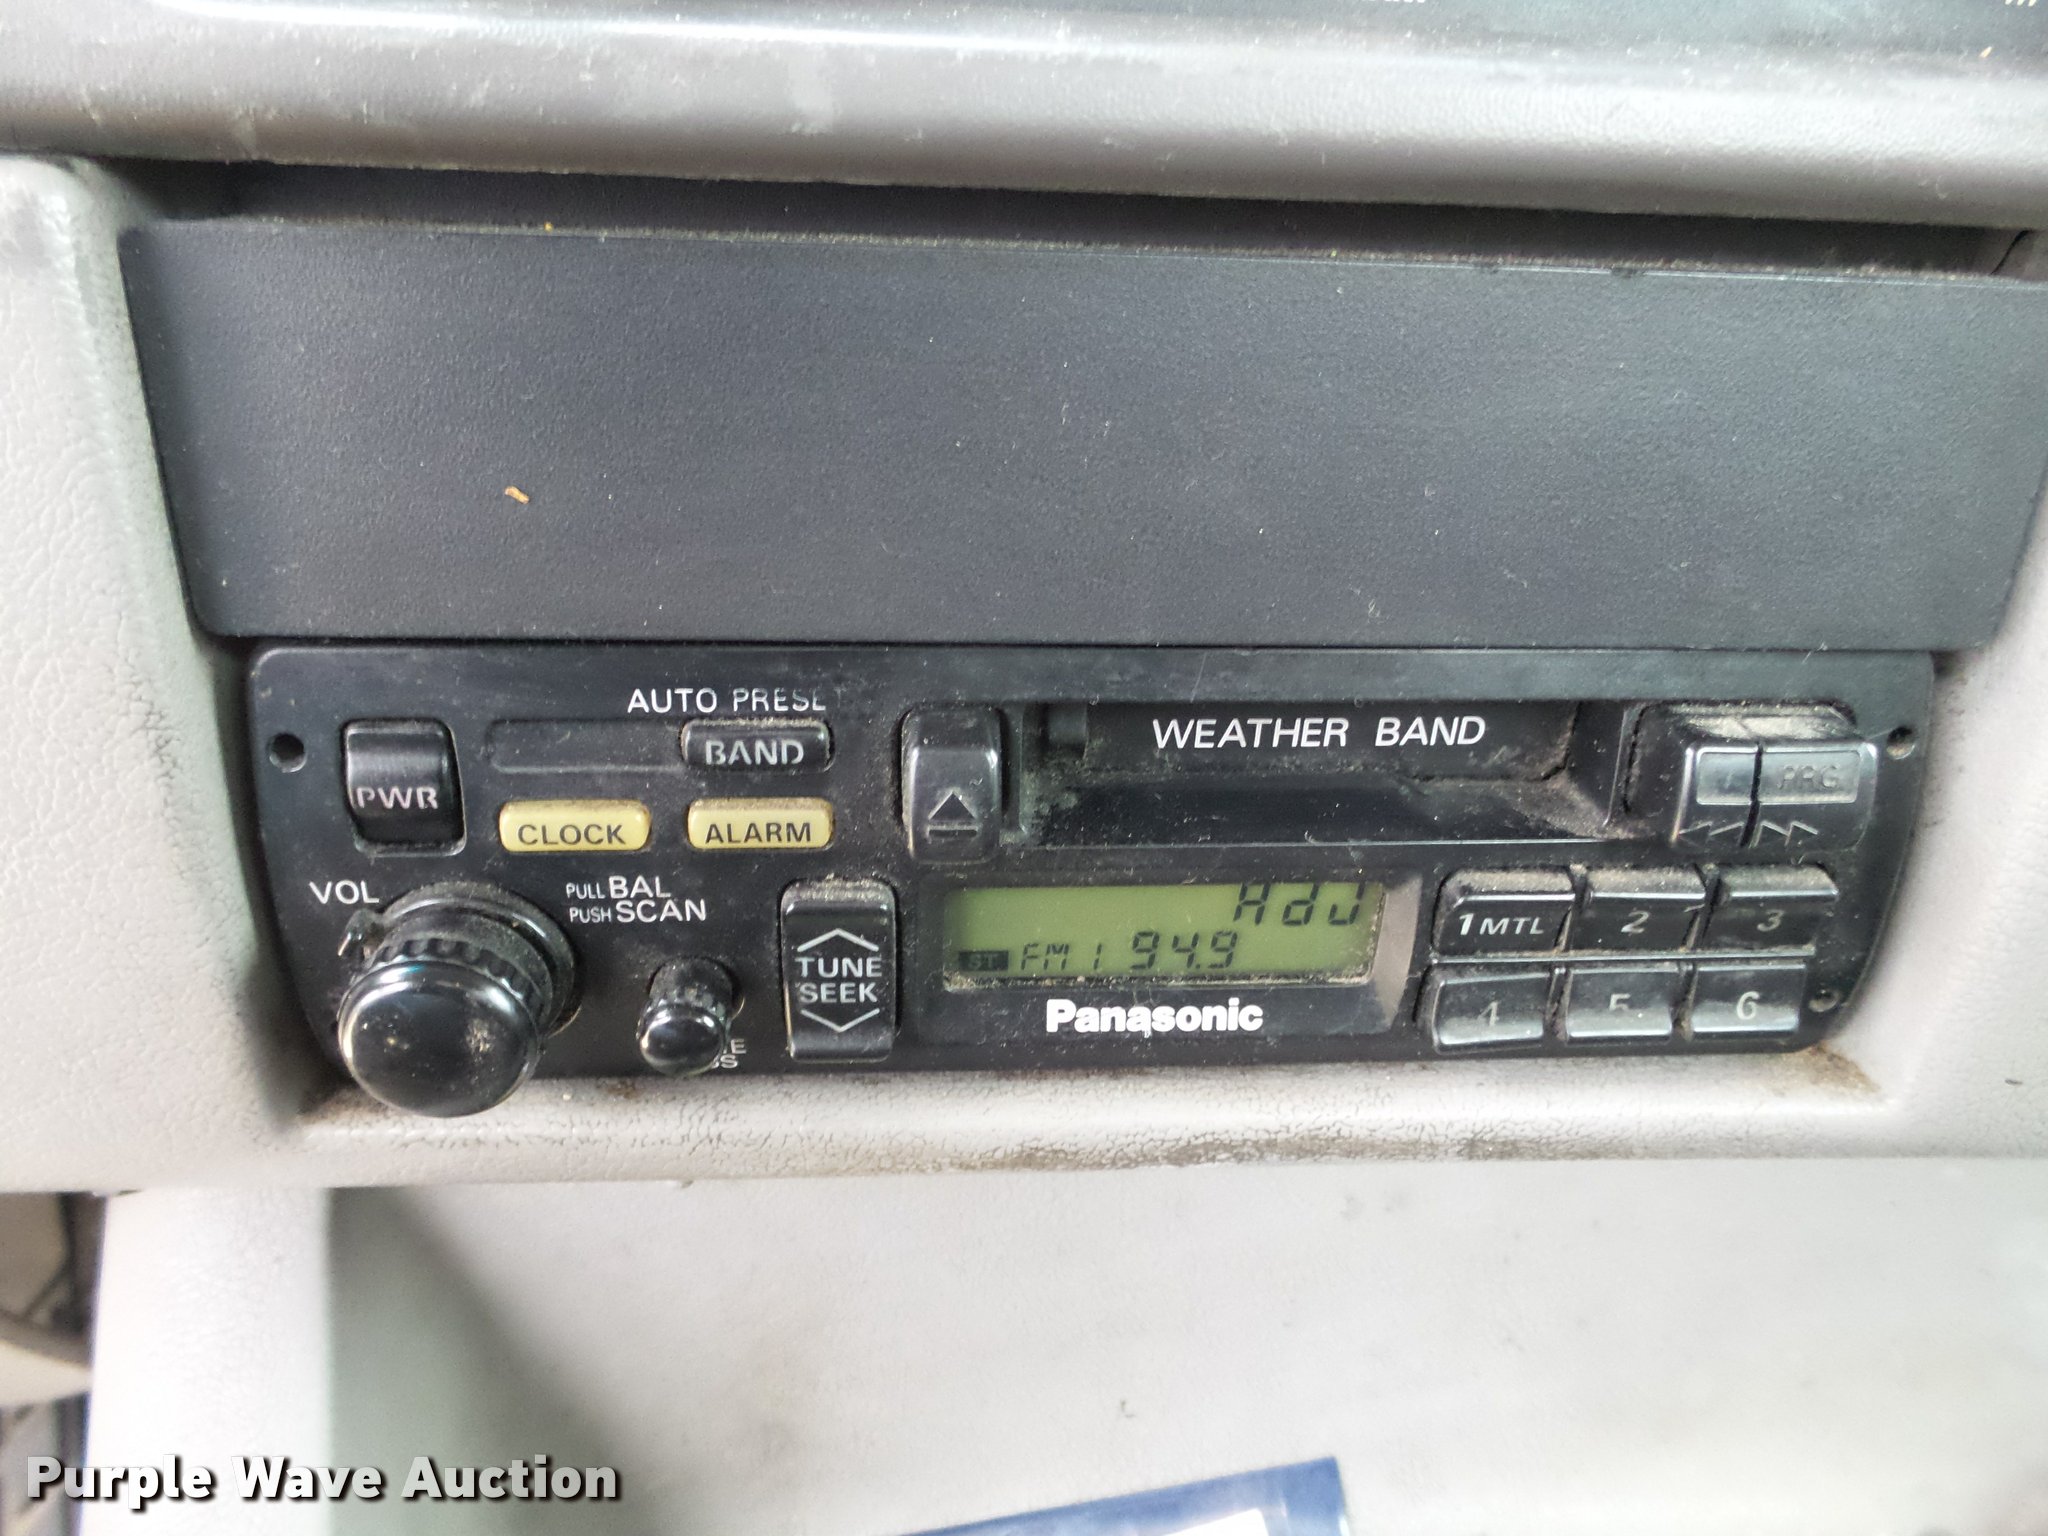 AUTO PRESET
BAND
PWR
CLOCK
ALARM
WEATHER BAND
PRG
VOL
PULL BAL
PUSH SCAN
TUNE
SEEK
Adj
ST FM 1 94.9
Panasonic
1 MTL
2
3
4
5
6
Purple Wave Auction